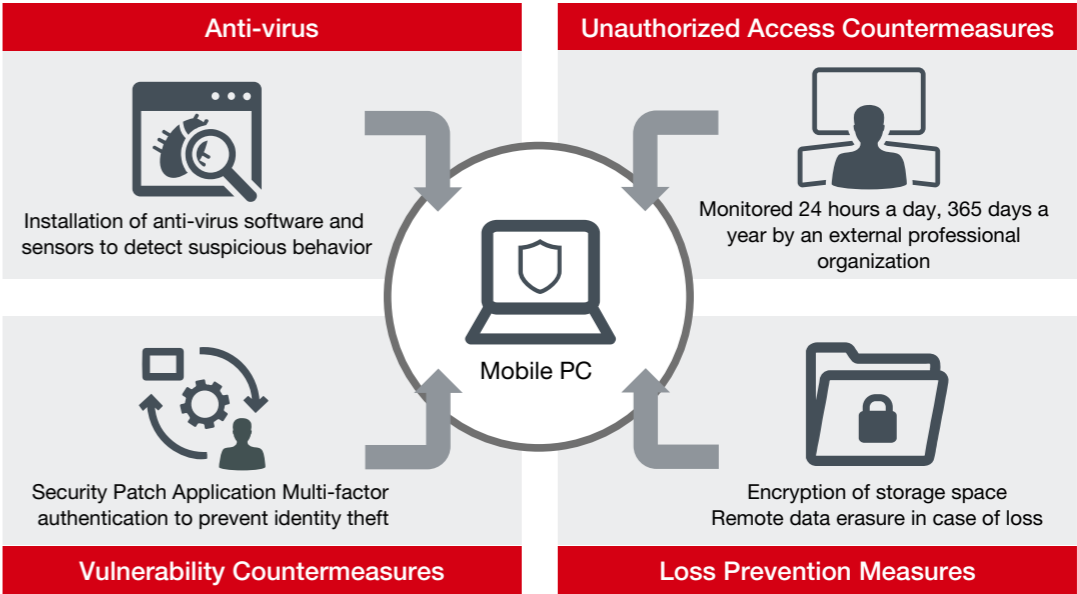 Anti-virus
Installation of anti-virus software and
sensors to detect suspicious behavior
Unauthorized Access Countermeasures
Monitored 24 hours a day, 365 days a
year by an external professional
organization
Mobile PC
Security Patch Application Multi-factor
authentication to prevent identity theft
Vulnerability Countermeasures
Encryption of storage space
Remote data erasure in case of loss
Loss Prevention Measures